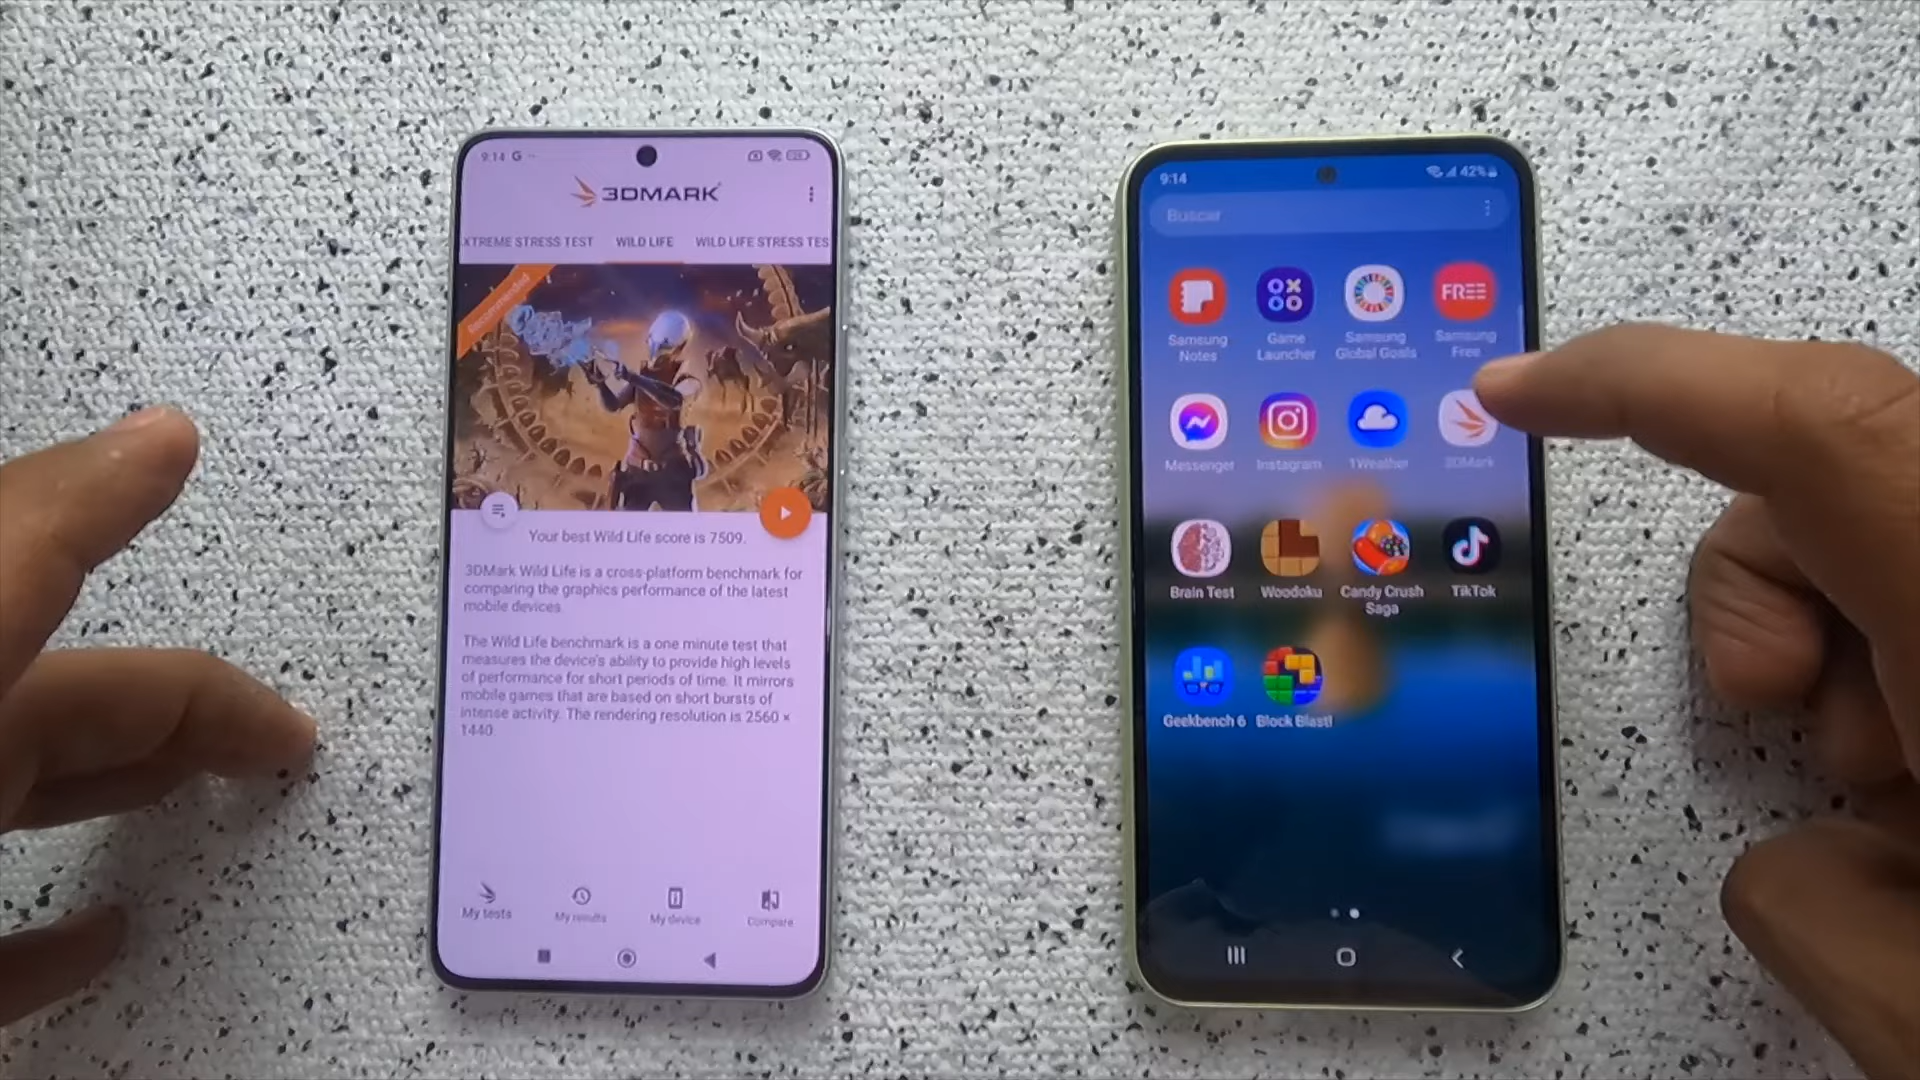 9:14 G
3DMARK
XTREME STRESS TEST WILD LIFE WILD LIFE STRESS TES
Recommended
Your best Wild Life score is 7509.
3DMark Wild Life is a cross-platform benchmark for
comparing the graphics performance of the latest
mobile devices.
The Wild Life benchmark is a one minute test that
measures the device's ability to provide high levels
of performance for short periods of time. It mirrors
mobile games that are based on short bursts of
intense activity. The rendering resolution is 2560 ×
1440.
My tests My results My device Compare
9:14 42%
Buscar
FREE
Samsung
Notes
Game
Launcher
Samsung
Global Goals
Samsung
Free
Messenger Instagram 1Weather 3DMark
Brain Test Woodoku Candy Crush
Saga
TikTok
Geekbench 6 Block Blast!